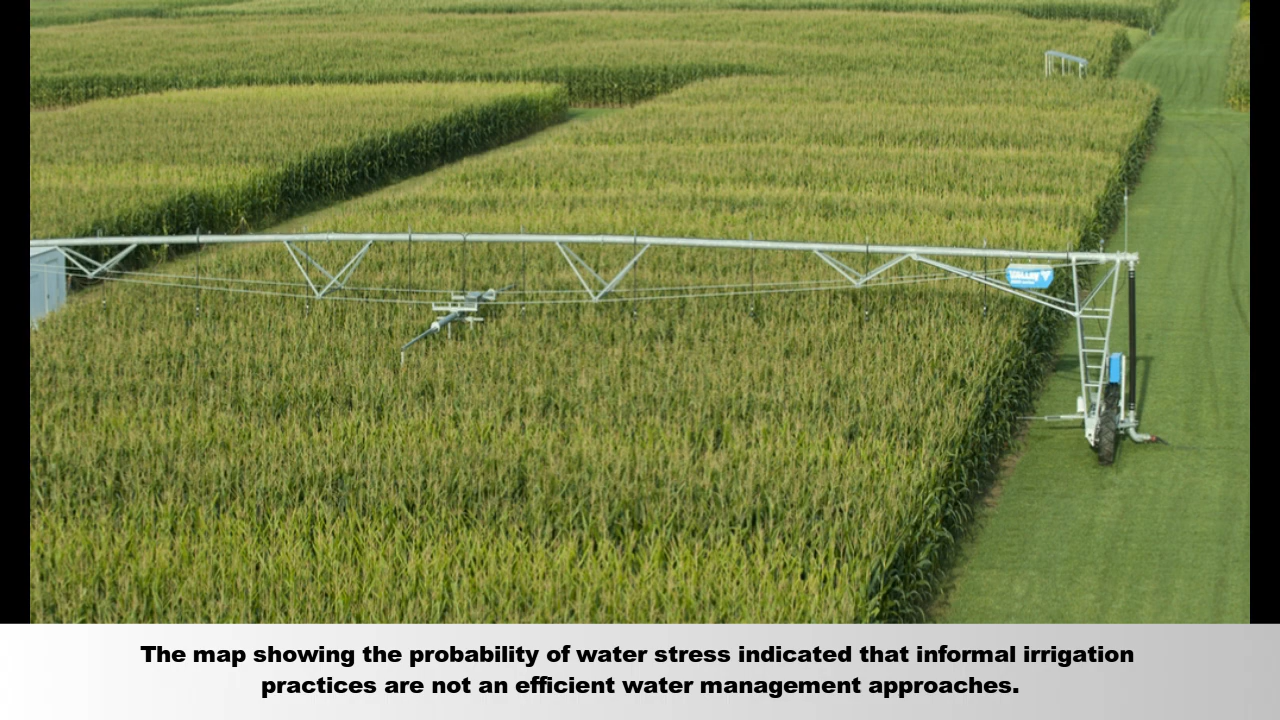 VALLEY
The map showing the probability of water stress indicated that informal irrigation
practices are not an efficient water management approaches.